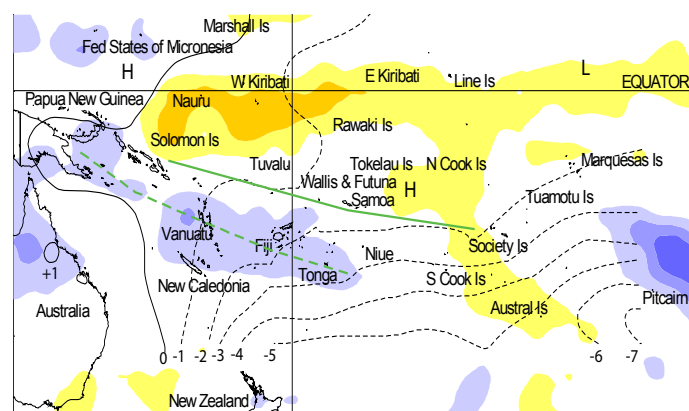 Marshall Is
Fed States of Micronesia
H
L
W Kiribati
E Kiribati
Line Is
EQUATOR
Papua New Guinea
Nauru
Rawaki Is
Solomon Is
Tuvalu
Tokelau Is
N Cook Is
Marquesas Is
Wallis & Futuna
H
Samoa
Tuamotu Is
Vanuatu
Fiji
Niue
Society Is
+1
Tonga
New Caledonia
S Cook Is
Pitcairn
Australia
Austral Is
0 -1 -2 -3 -4 -5 -6 -7
New Zealand